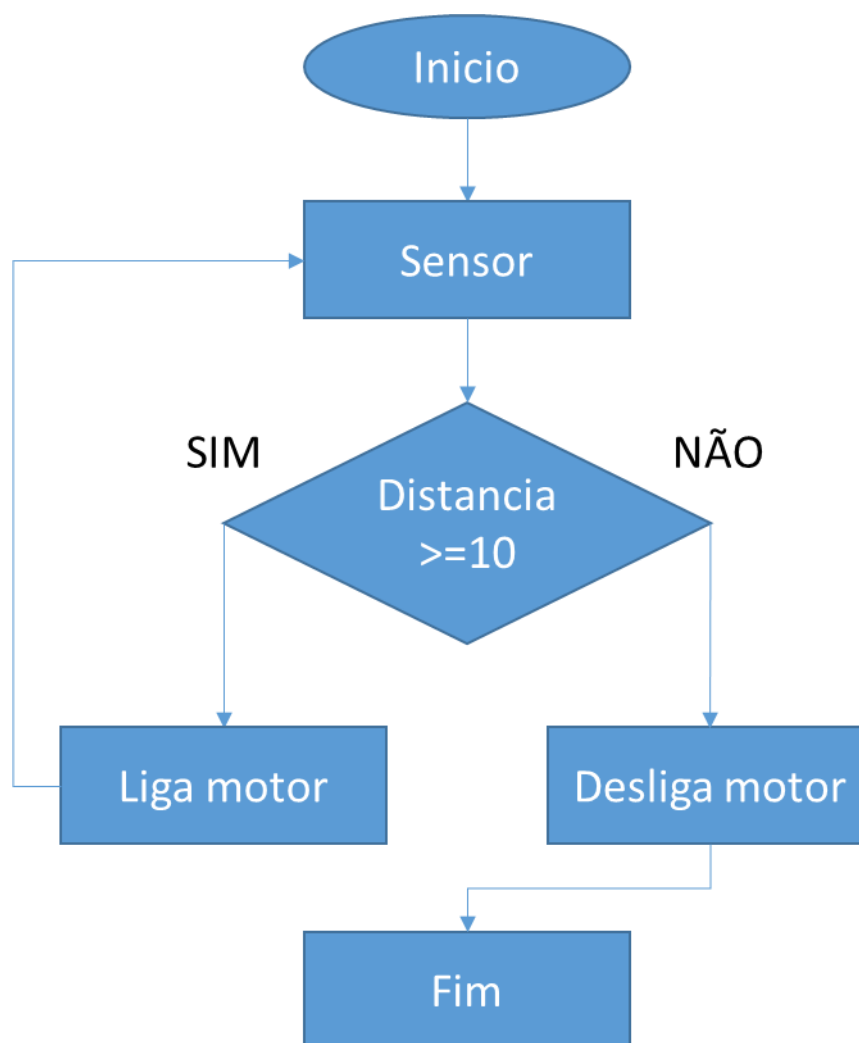 Inicio
Sensor
SIM
NÃO
Distancia
>=10
Liga motor
Desliga motor
Fim